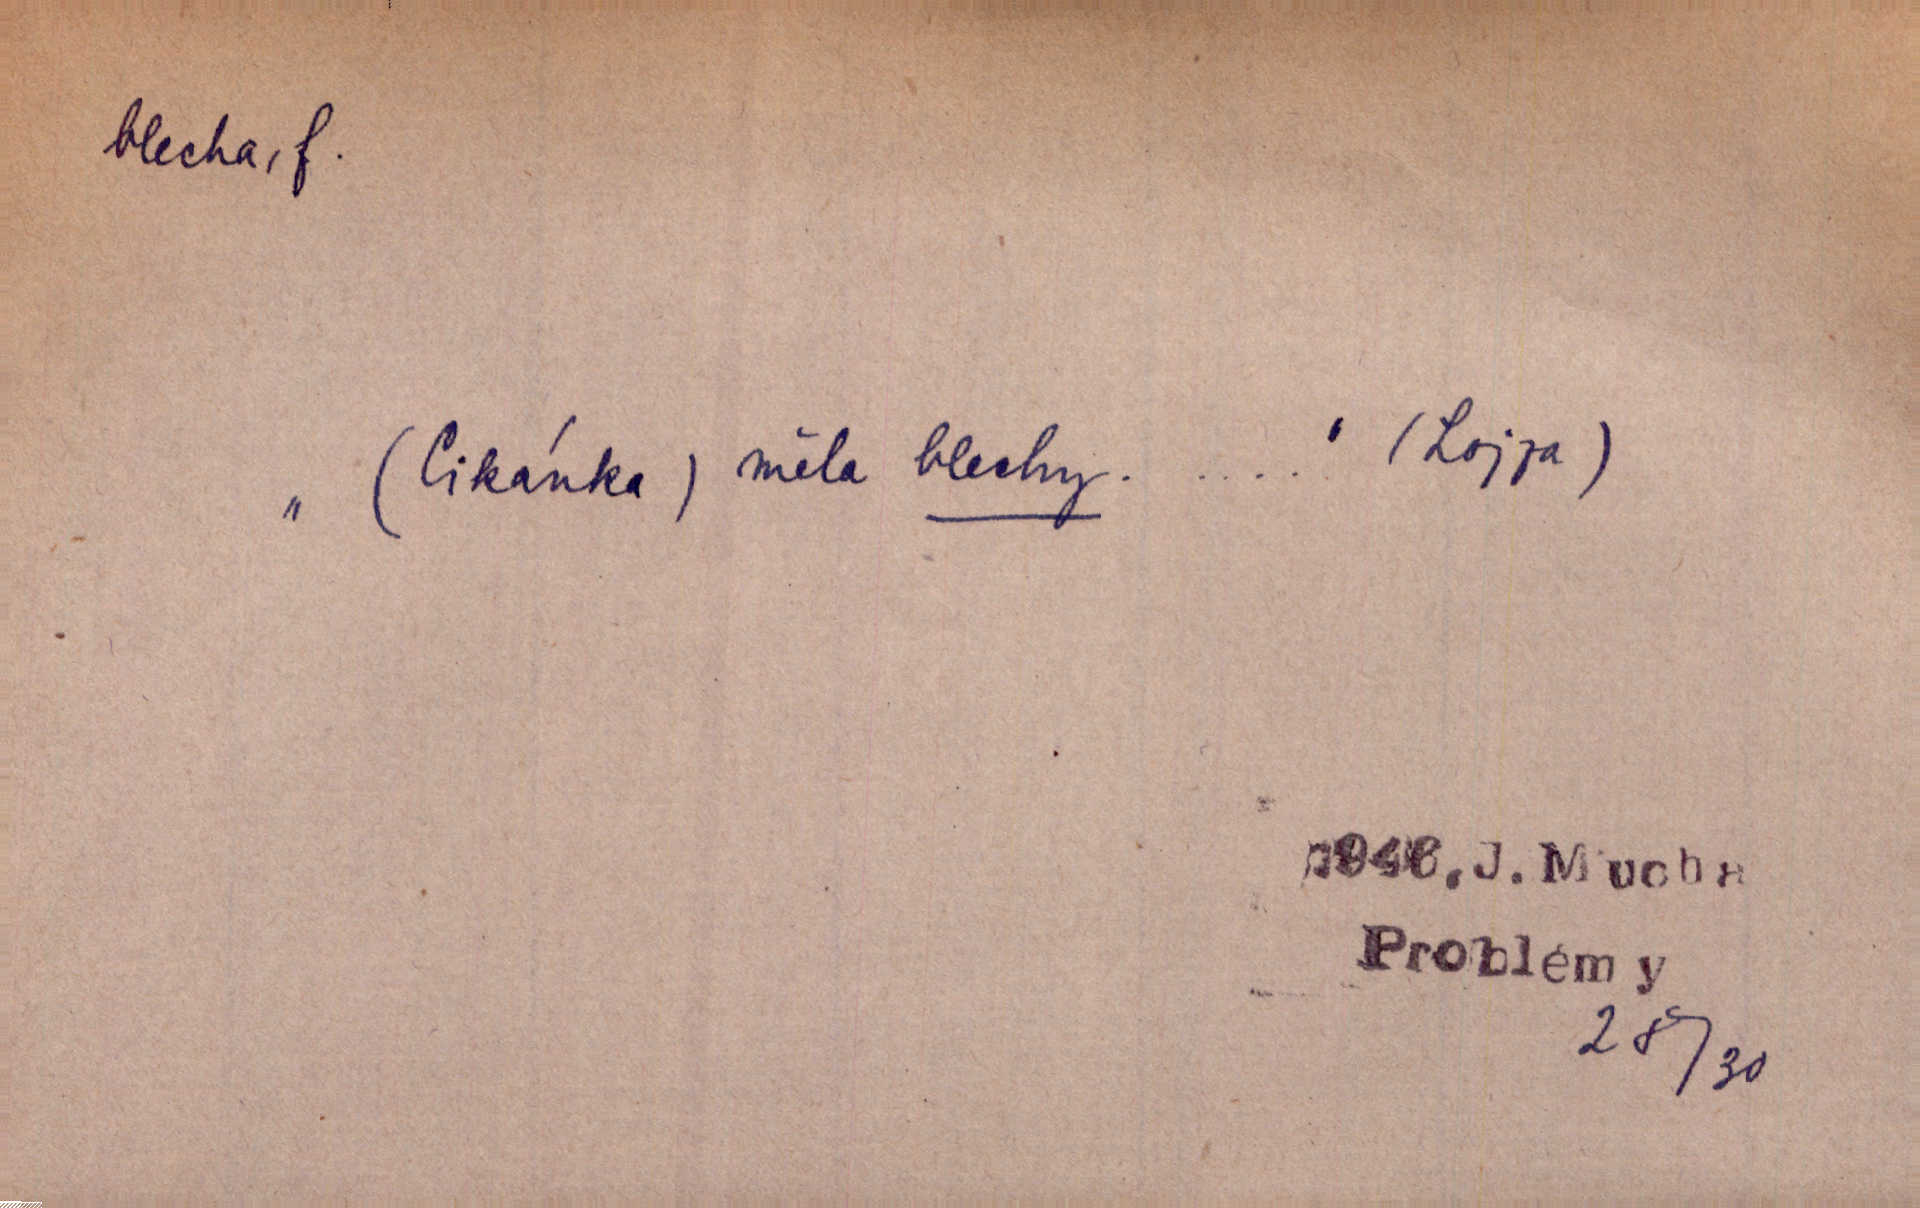 blecha, f.
„ (Cikánka) měla blechy. ....." (Lojza)
1946, J. Mucha
Problémy
28/30